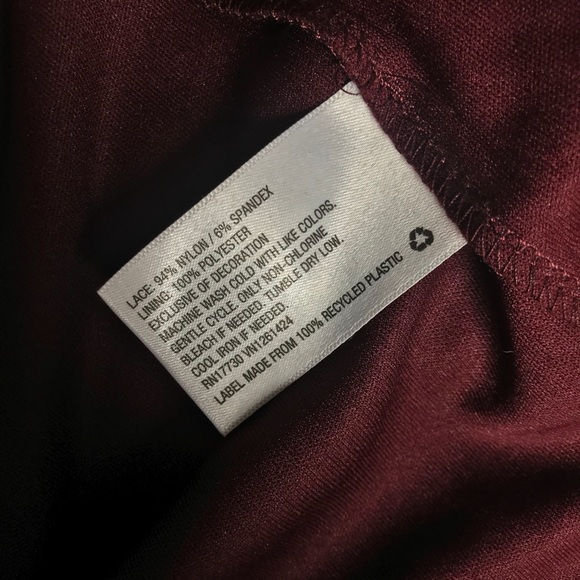 LACE: 94% NYLON / 6% SPANDEX
LINING: 100% POLYESTER
EXCLUSIVE OF DECORATION
MACHINE WASH COLD WITH LIKE COLORS.
GENTLE CYCLE. ONLY NON-CHLORINE
BLEACH IF NEEDED. TUMBLE DRY LOW.
COOL IRON IF NEEDED.
RN17730 VN1261424
LABEL MADE FROM 100% RECYCLED PLASTIC